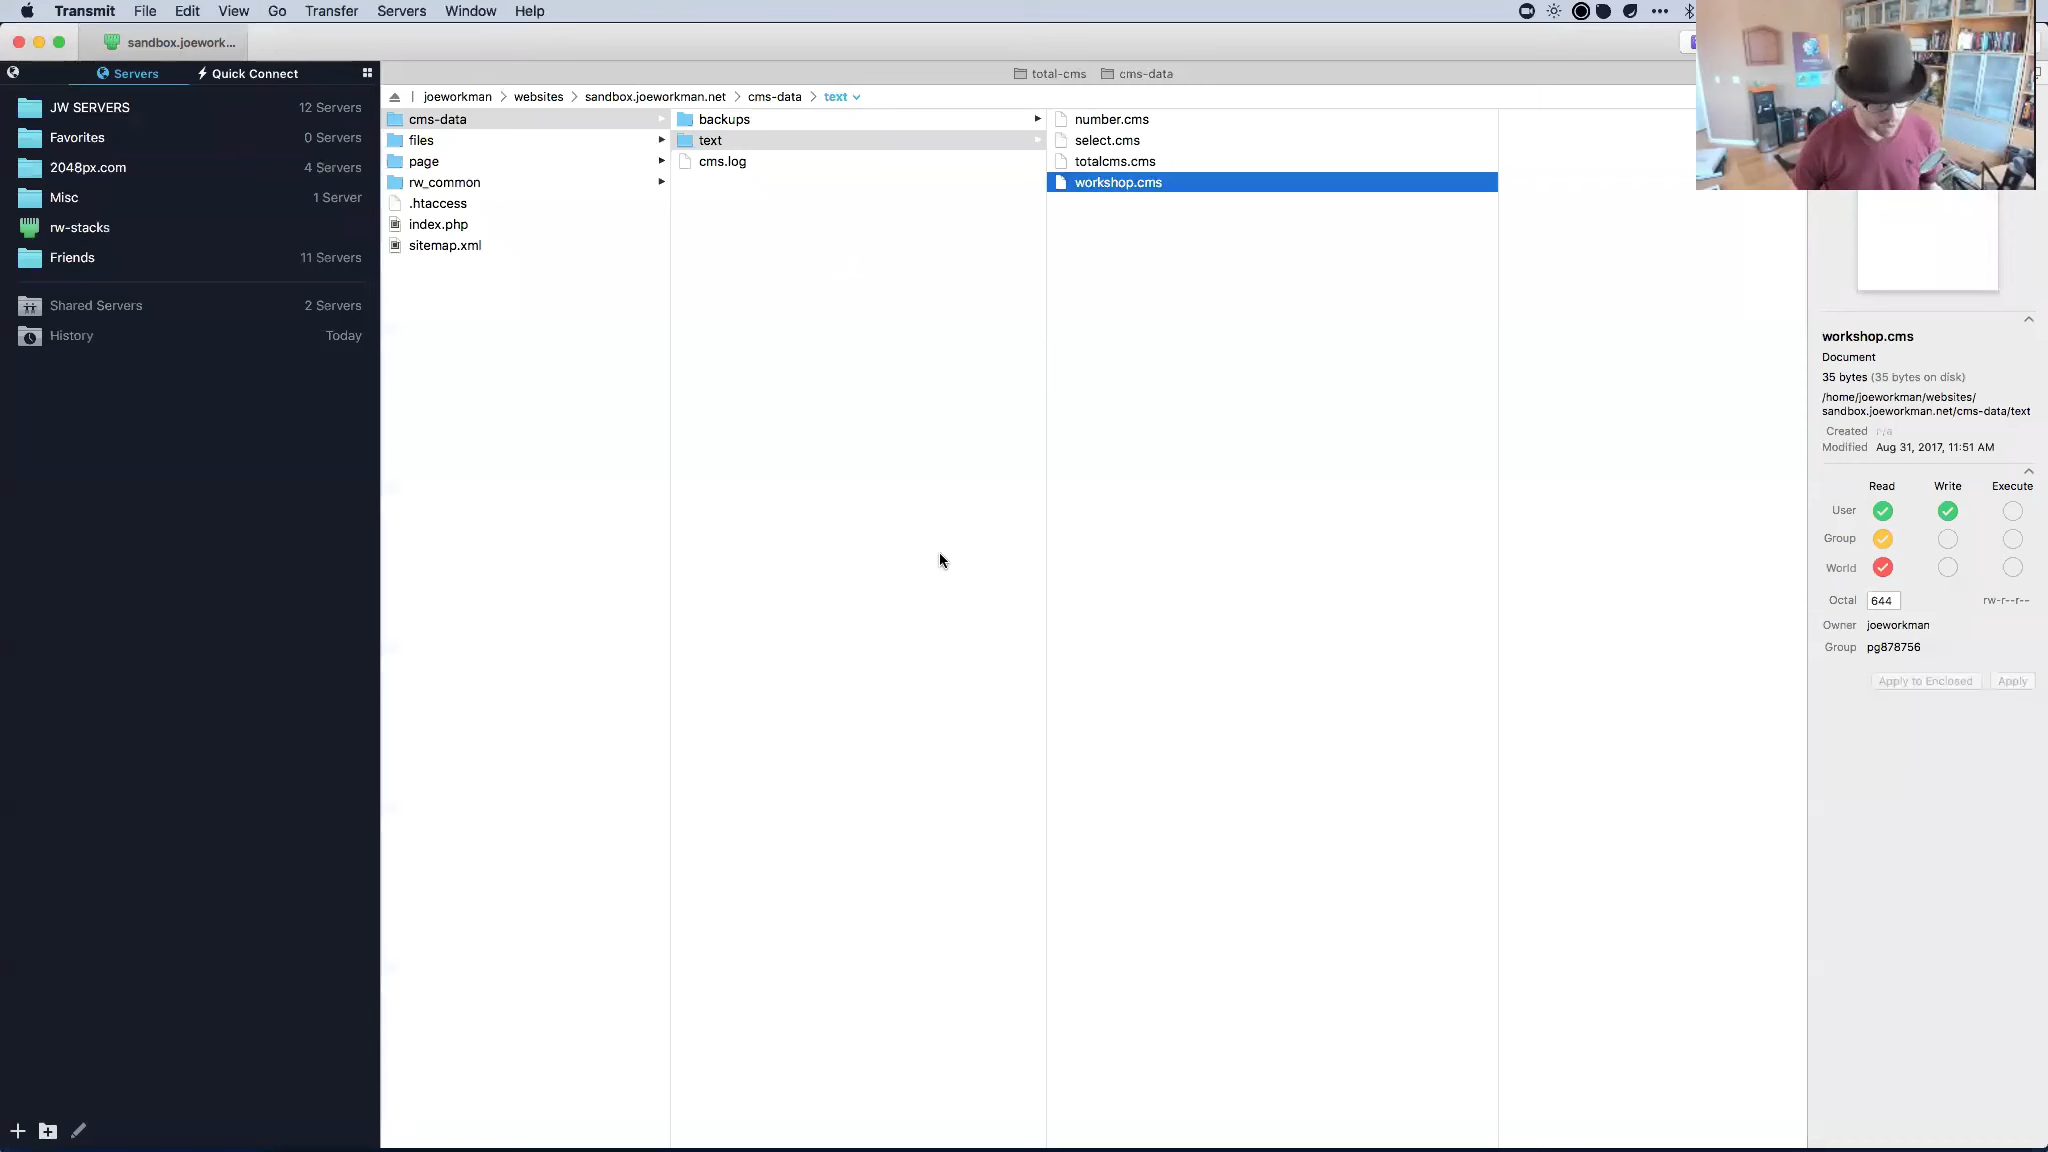 Transmit File Edit View Go Transfer Servers Window Help
sandbox.joework...
Servers Quick Connect
total-cms cms-data
joeworkman > websites > sandbox.joeworkman.net > cms-data > text
JW SERVERS 12 Servers
Favorites 0 Servers
2048px.com 4 Servers
Misc 1 Server
rw-stacks
Friends 11 Servers
Shared Servers 2 Servers
History Today
cms-data
files
page
rw_common
.htaccess
index.php
sitemap.xml
backups
text
cms.log
number.cms
select.cms
totalcms.cms
workshop.cms
workshop.cms
Document
35 bytes (35 bytes on disk)
/home/joeworkman/websites/
sandbox.joeworkman.net/cms-data/text
Created n/a
Modified Aug 31, 2017, 11:51 AM
Read Write Execute
User
Group
World
Octal 644 rw-r--r--
Owner joeworkman
Group pg878756
Apply to Enclosed Apply